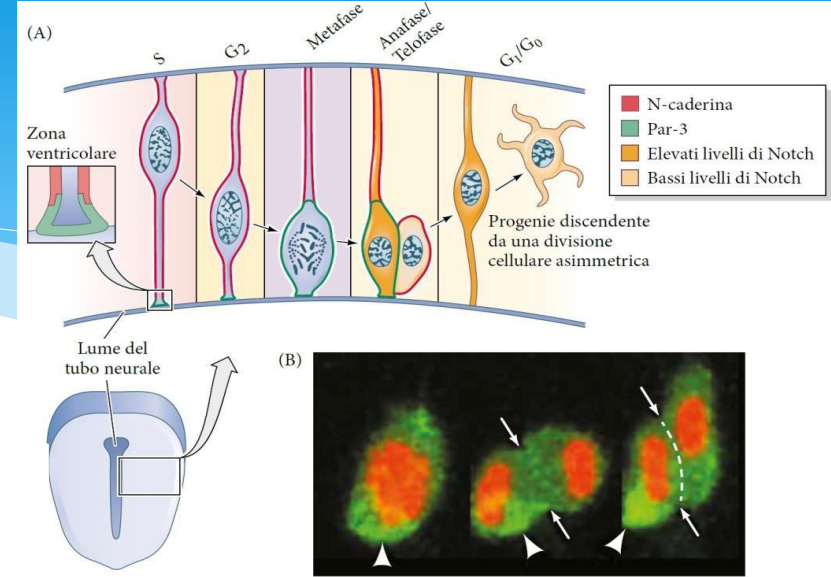 (A)
S
G2
Metafase
Anafase/
Telofase
G1/G0
N-caderina
Par-3
Elevati livelli di Notch
Bassi livelli di Notch
Zona
ventricolare
Progenie discendente
da una divisione
cellulare asimmetrica
Lume del
tubo neurale
(B)